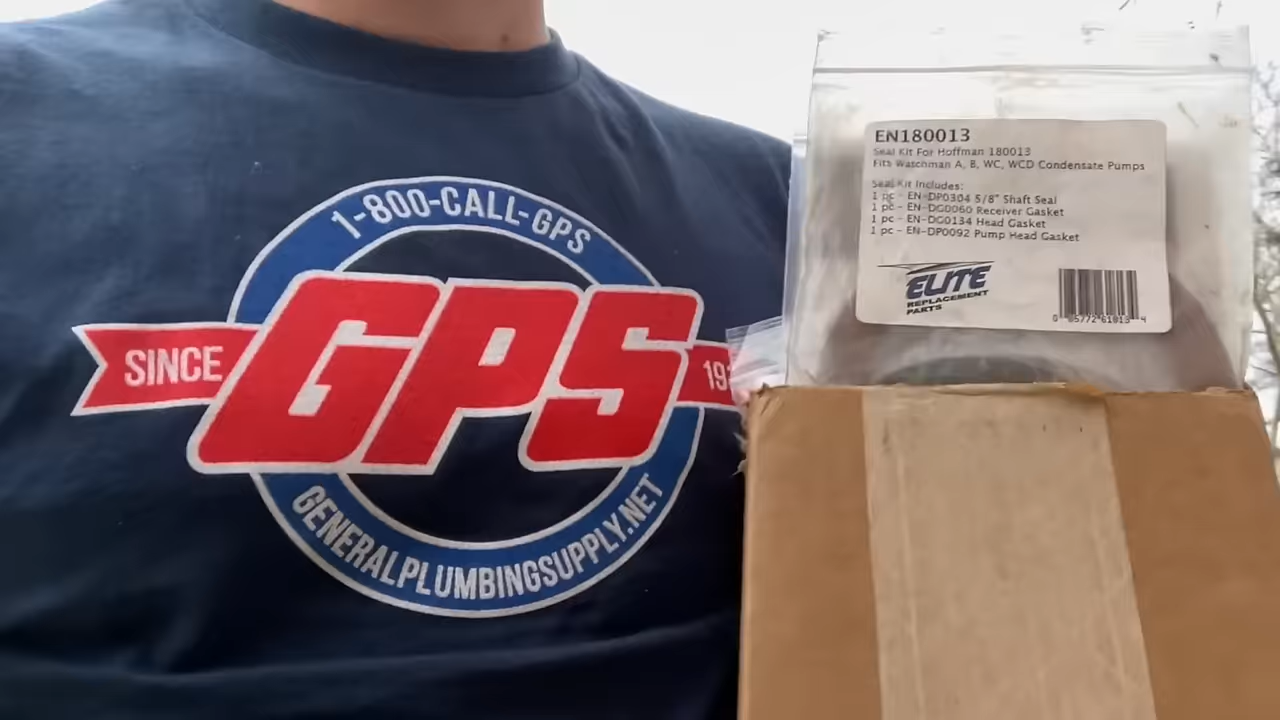 1-800-CALL-GPS
SINCE
GPS
GENERALPLUMBINGSUPPLY.NET
EN180013
Seal Kit For Hoffman 180013
Fits Watchman A, B, WC, WCD Condensate Pumps
Seal Kit Includes:
1 pc - EN-DP0304 5/8" Shaft Seal
1 pc - EN-DG0060 Receiver Gasket
1 pc - EN-DG0134 Head Gasket
1 pc - EN-DP0092 Pump Head Gasket
ELITE
REPLACEMENT
PARTS